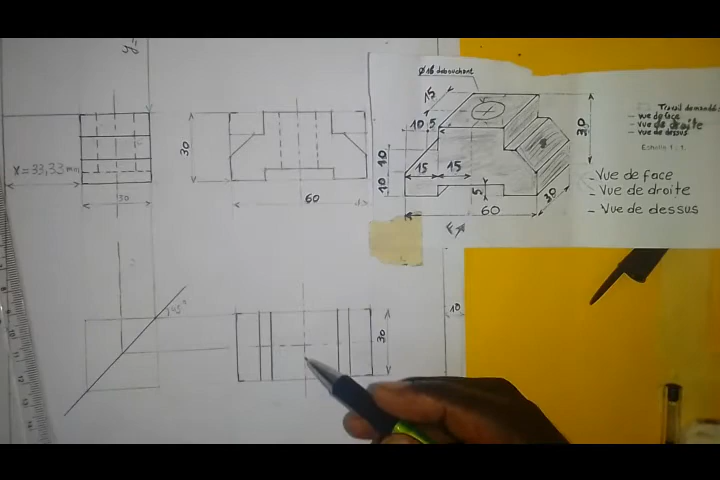 y=
30
X = 33,33 mm
30
60
45°
30
10
Ø16 débouchant
15
10 5
10
15 15
10
5
60
30
30
F
Travail demandé:
- vue de face
- vue de droite
- vue de dessus
Échelle 1:1.
- Vue de face
- Vue de droite
- Vue de dessus